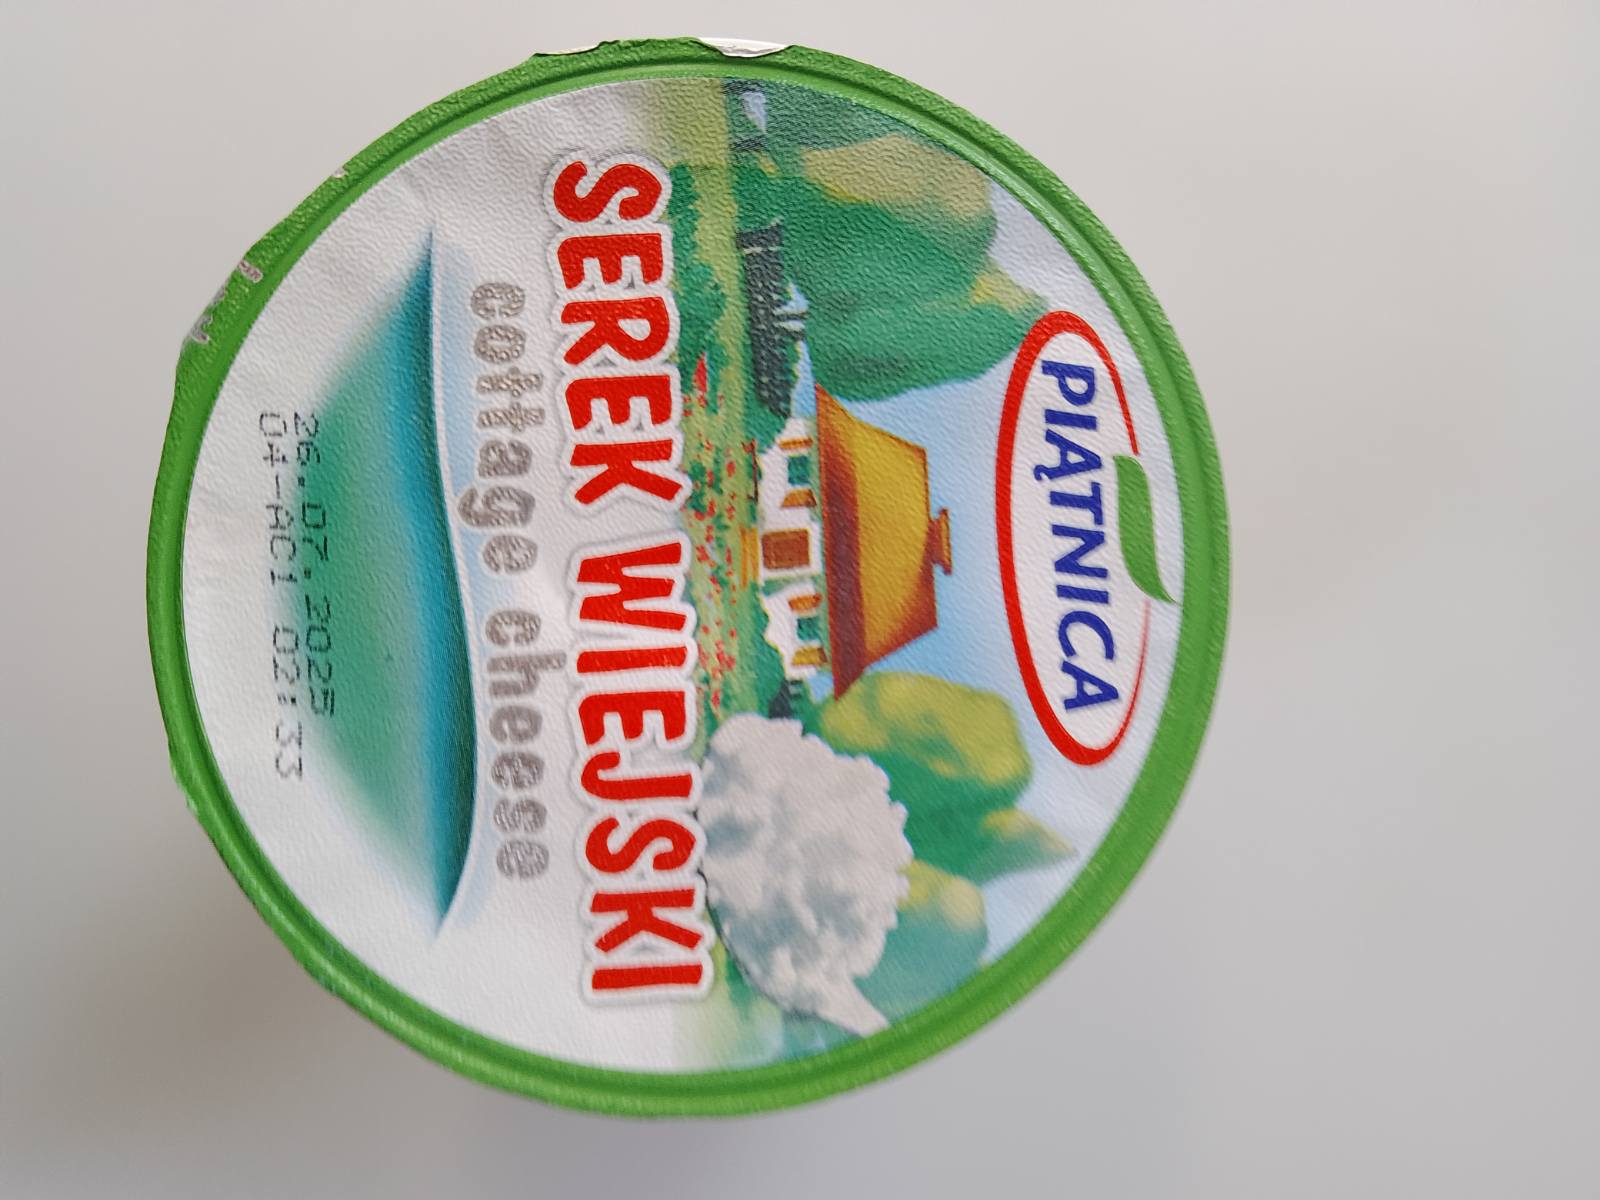 PIĄTNICA
SEREK WIEJSKI
cottage cheese
26.07.2025
04-AC1 02:33